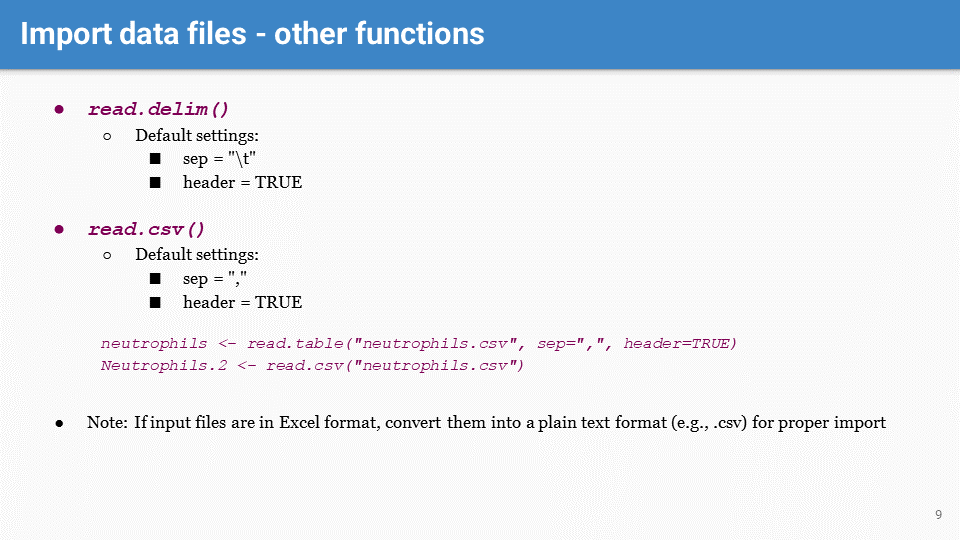 Import data files - other functions
● read.delim()
○ Default settings:
■ sep = "\t"
■ header = TRUE
● read.csv()
○ Default settings:
■ sep = ","
■ header = TRUE
neutrophils <- read.table("neutrophils.csv", sep=",", header=TRUE)
Neutrophils.2 <- read.csv("neutrophils.csv")
● Note: If input files are in Excel format, convert them into a plain text format (e.g., .csv) for proper import
9